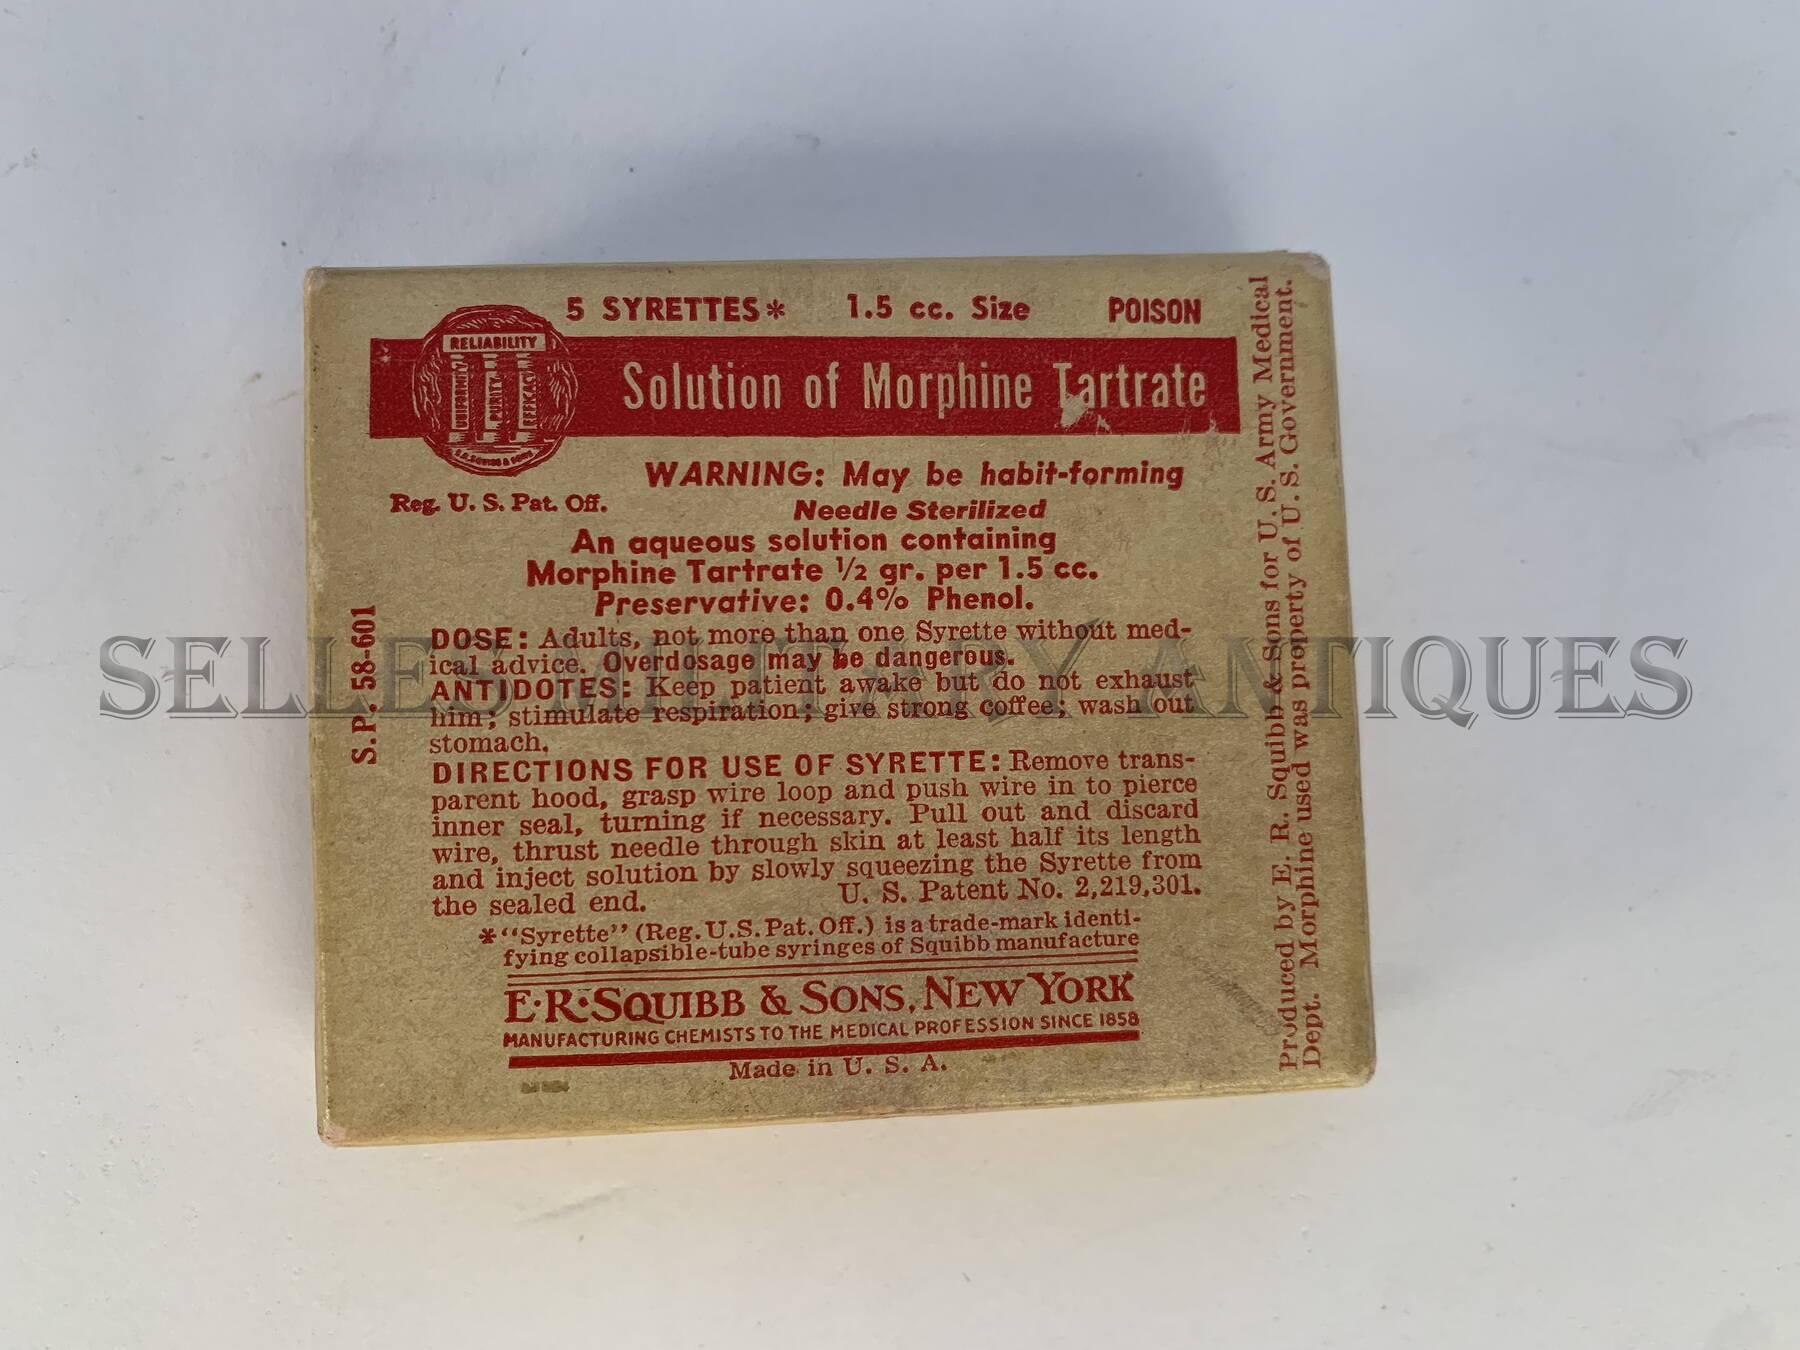 5 SYRETTES* 1.5 cc. Size POISON
RELIABILITY
UNIFORMITY
PURITY
EFFICACY
E.R. SQUIBB & SONS
Solution of Morphine Tartrate
WARNING: May be habit-forming
Reg. U. S. Pat. Off.
Needle Sterilized
An aqueous solution containing
Morphine Tartrate ½ gr. per 1.5 cc.
Preservative: 0.4% Phenol.
DOSE: Adults, not more than one Syrette without med-
ical advice. Overdosage may be dangerous.
ANTIDOTES: Keep patient awake but do not exhaust
him; stimulate respiration; give strong coffee; wash out
stomach.
DIRECTIONS FOR USE OF SYRETTE: Remove trans-
parent hood, grasp wire loop and push wire in to pierce
inner seal, turning if necessary. Pull out and discard
wire, thrust needle through skin at least half its length
and inject solution by slowly squeezing the Syrette from
the sealed end. U. S. Patent No. 2,219,301.
*"Syrette" (Reg. U.S. Pat. Off.) is a trade-mark identi-
fying collapsible-tube syringes of Squibb manufacture
E·R·SQUIBB & SONS, NEW YORK
MANUFACTURING CHEMISTS TO THE MEDICAL PROFESSION SINCE 1858
Made in U. S. A.
S.P. 58-601
Produced by E. R. Squibb & Sons for U. S. Army Medical
Dept. Morphine used was property of U. S. Government.
SELLES MILITARY ANTIQUES